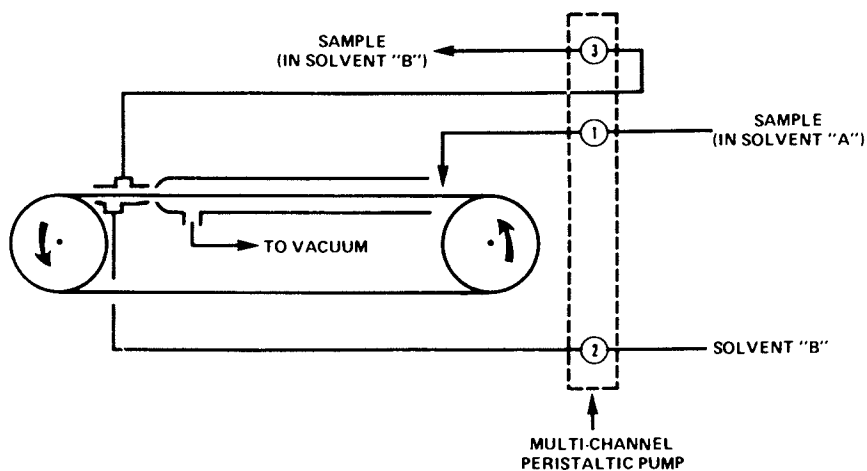 SAMPLE
(IN SOLVENT "B")
3
1
SAMPLE
(IN SOLVENT "A")
TO VACUUM
2
SOLVENT "B"
MULTI-CHANNEL
PERISTALTIC PUMP